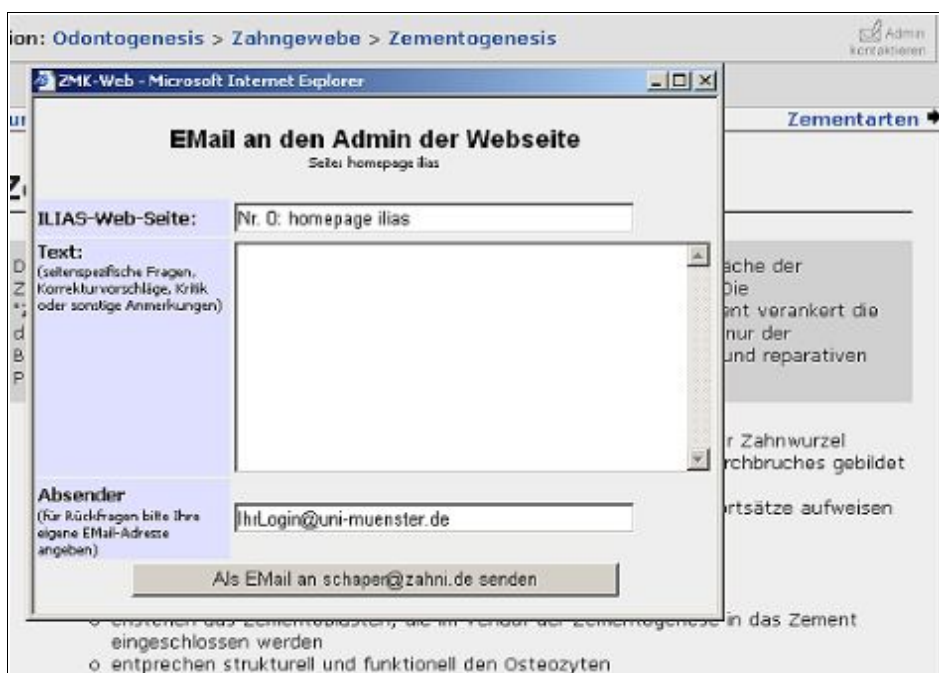 ion: Odontogenesis > Zahngewebe > Zementogenesis
Admin
kontaktieren
ZMK-Web - Microsoft Internet Explorer
Zementarten
EMail an den Admin der Webseite
Seite: homepage ilias
ILIAS-Web-Seite:
Nr. 0: homepage ilias
Text:
(seitenspezifische Fragen,
Korrekturvorschläge, Kritik
oder sonstige Anmerkungen)
äche der
Die
ent verankert die
nur der
und reparativen
r Zahnwurzel
rchbruches gebildet
ortsätze aufweisen
Absender
(für Rückfragen bitte Ihre
eigene EMail-Adresse
angeben)
IhrLogin@uni-muenster.de
Als EMail an schaper@zahni.de senden
in das Zement
eingeschlossen werden
o entprechen strukturell und funktionell den Osteozyten